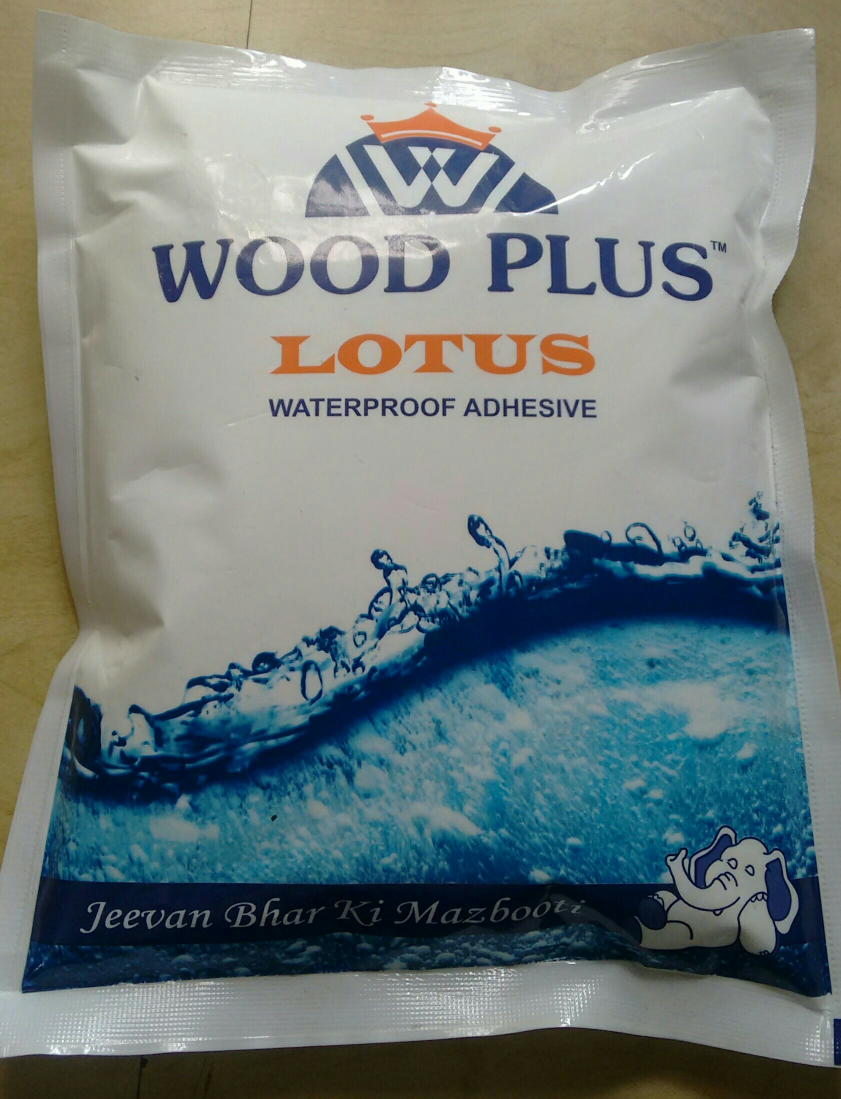 W
WOOD PLUS™
LOTUS
WATERPROOF ADHESIVE
Jeevan Bhar Ki Mazbooti